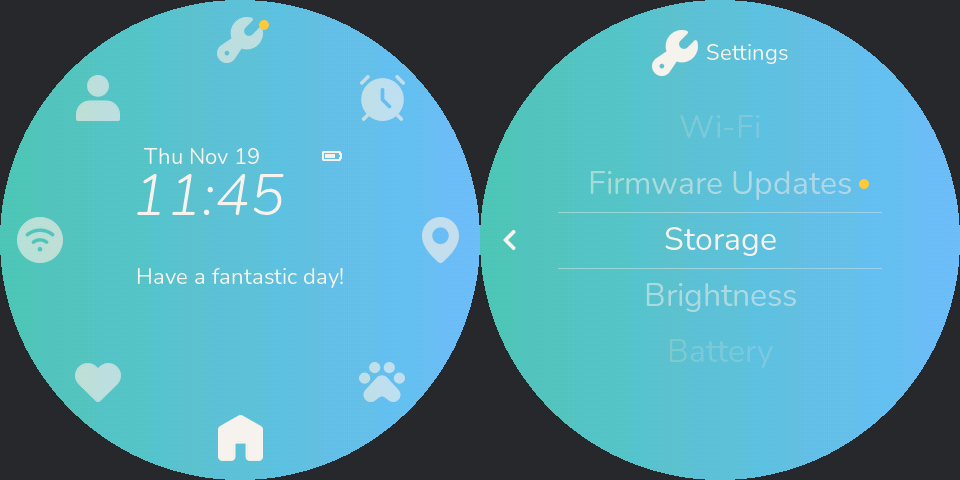 Thu Nov 19
11:45
Have a fantastic day!
Settings
Wi-Fi
Firmware Updates
Storage
Brightness
Battery